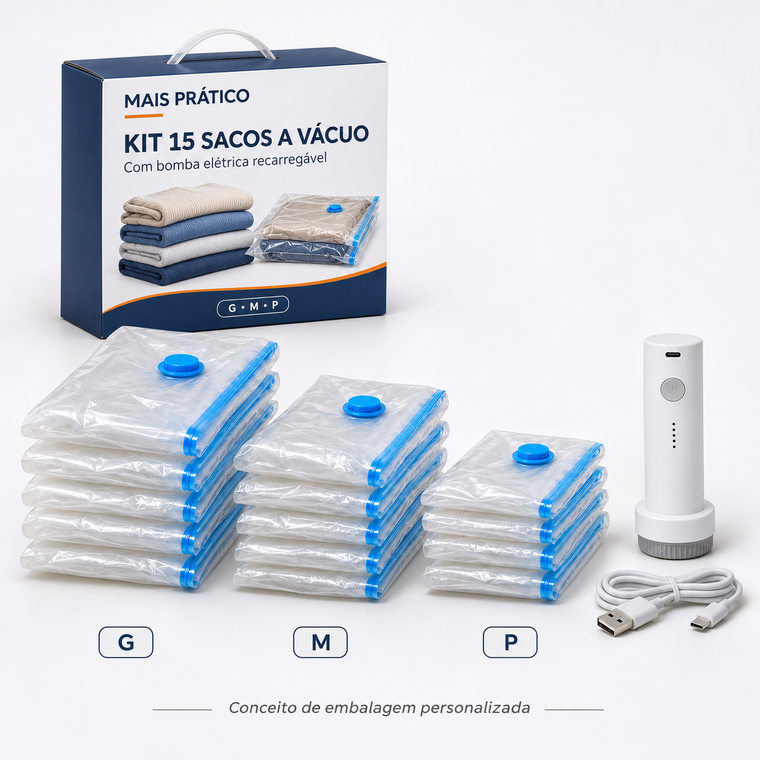 MAIS PRÁTICO
KIT 15 SACOS A VÁCUO
Com bomba elétrica recarregável
G • M • P
G
M
P
Conceito de embalagem personalizada